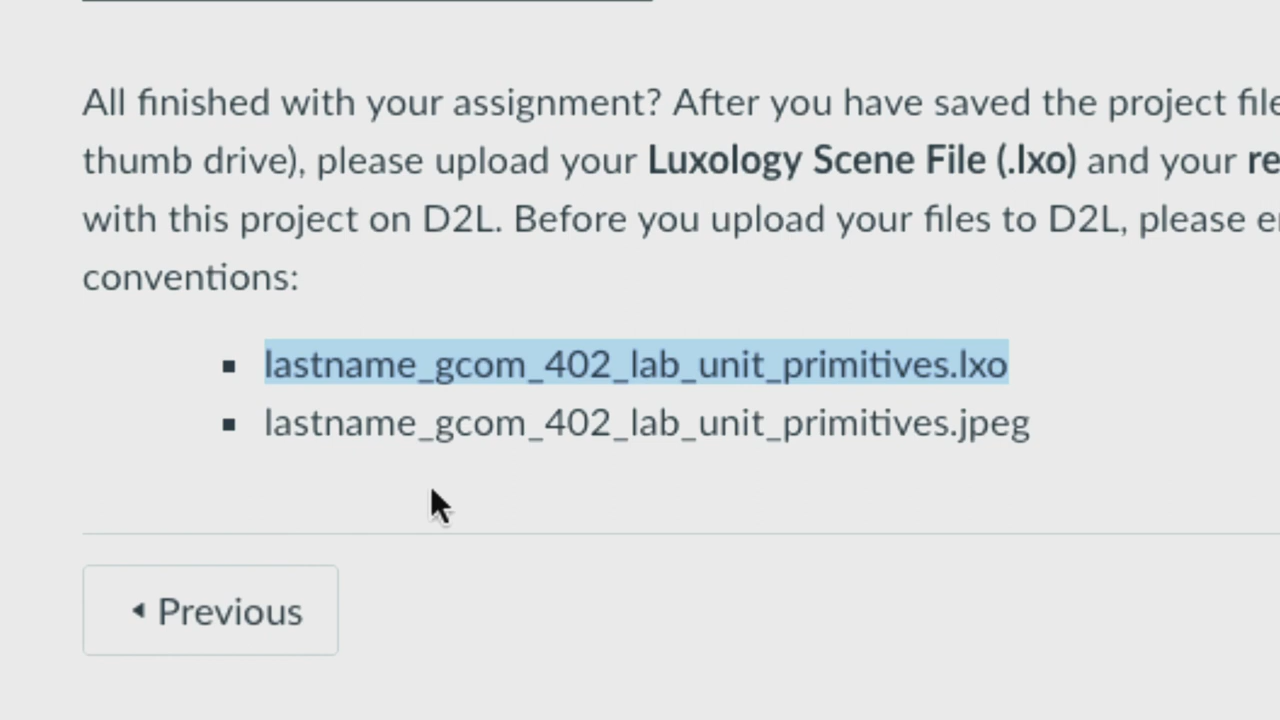 All finished with your assignment? After you have saved the project file
thumb drive), please upload your Luxology Scene File (.lxo) and your re
with this project on D2L. Before you upload your files to D2L, please e
conventions:
lastname_gcom_402_lab_unit_primitives.lxo
lastname_gcom_402_lab_unit_primitives.jpeg
Previous